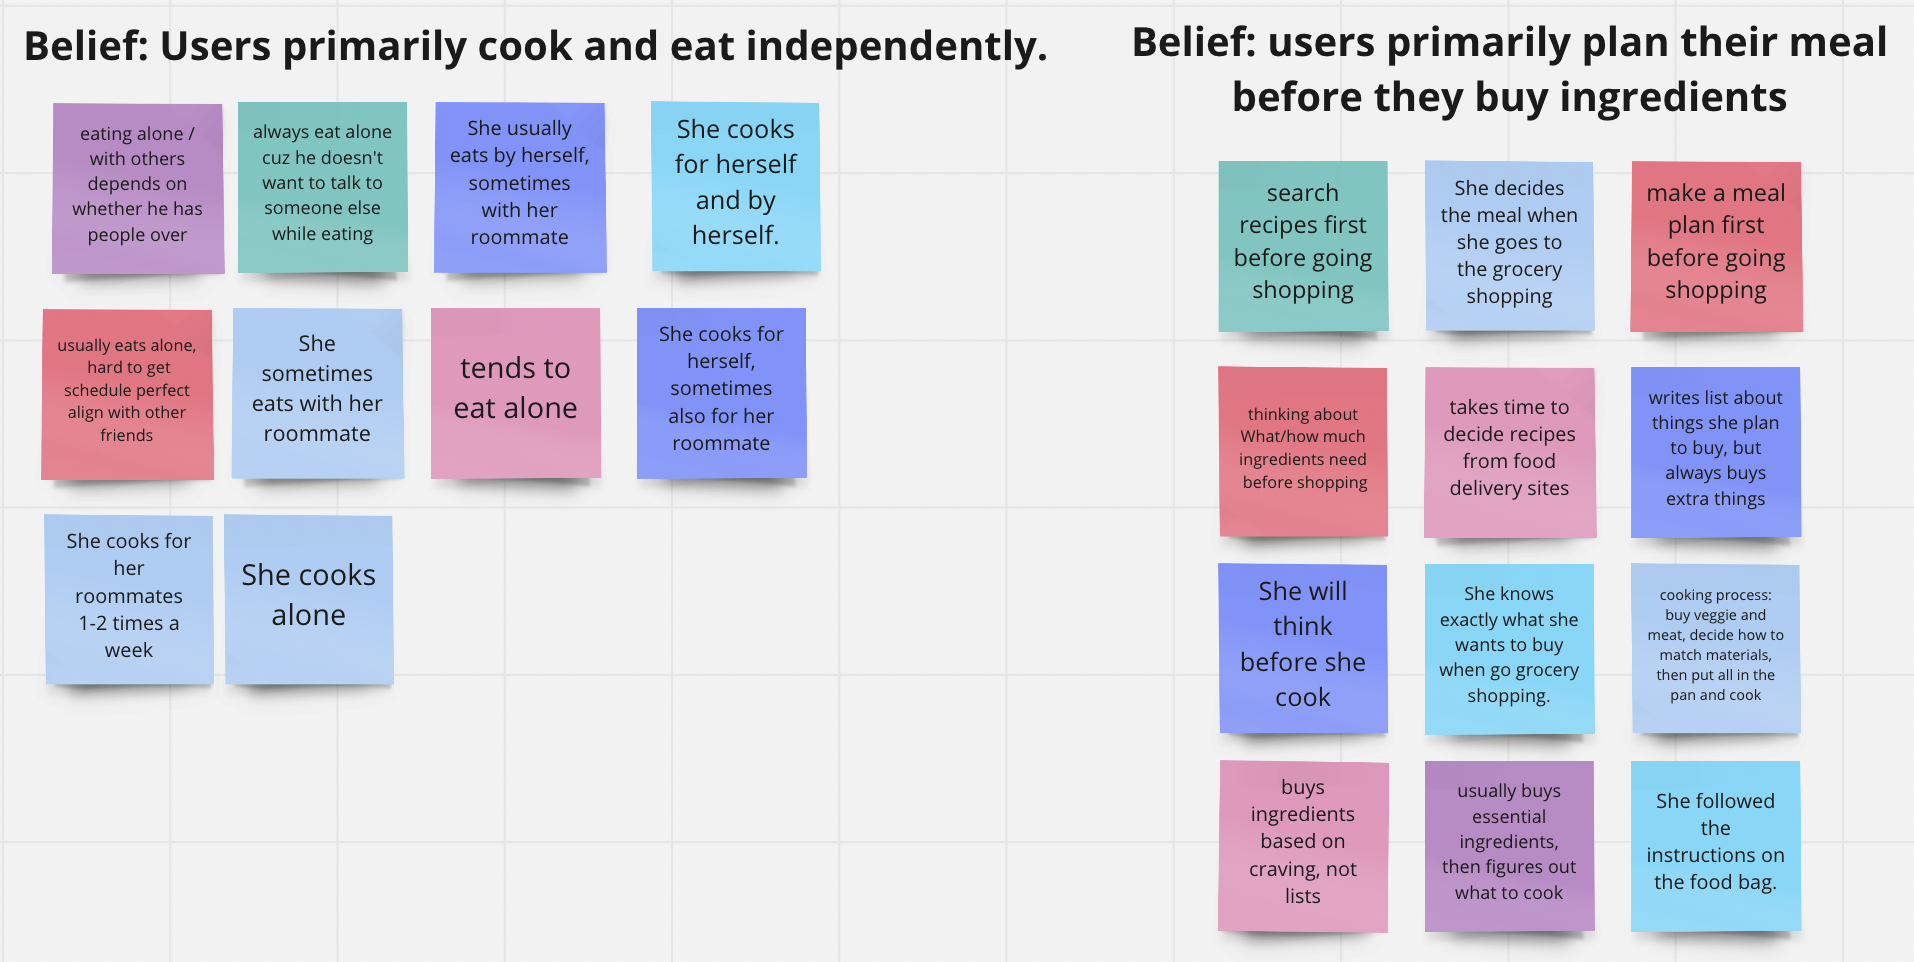 Belief: Users primarily cook and eat independently.
eating alone /
with others
depends on
whether he has
people over
always eat alone
cuz he doesn't
want to talk to
someone else
while eating
She usually
eats by herself,
sometimes
with her
roommate
She cooks
for herself
and by
herself.
usually eats alone,
hard to get
schedule perfect
align with other
friends
She
sometimes
eats with her
roommate
tends to
eat alone
She cooks for
herself,
sometimes
also for her
roommate
She cooks for
her
roommates
1-2 times a
week
She cooks
alone
Belief: users primarily plan their meal
before they buy ingredients
search
recipes first
before going
shopping
She decides
the meal when
she goes to
the grocery
shopping
make a meal
plan first
before going
shopping
thinking about
What/how much
ingredients need
before shopping
takes time to
decide recipes
from food
delivery sites
writes list about
things she plan
to buy, but
always buys
extra things
She will
think
before she
cook
She knows
exactly what she
wants to buy
when go grocery
shopping.
cooking process:
buy veggie and
meat, decide how to
match materials,
then put all in the
pan and cook
buys
ingredients
based on
craving, not
lists
usually buys
essential
ingredients,
then figures out
what to cook
She followed
the
instructions on
the food bag.